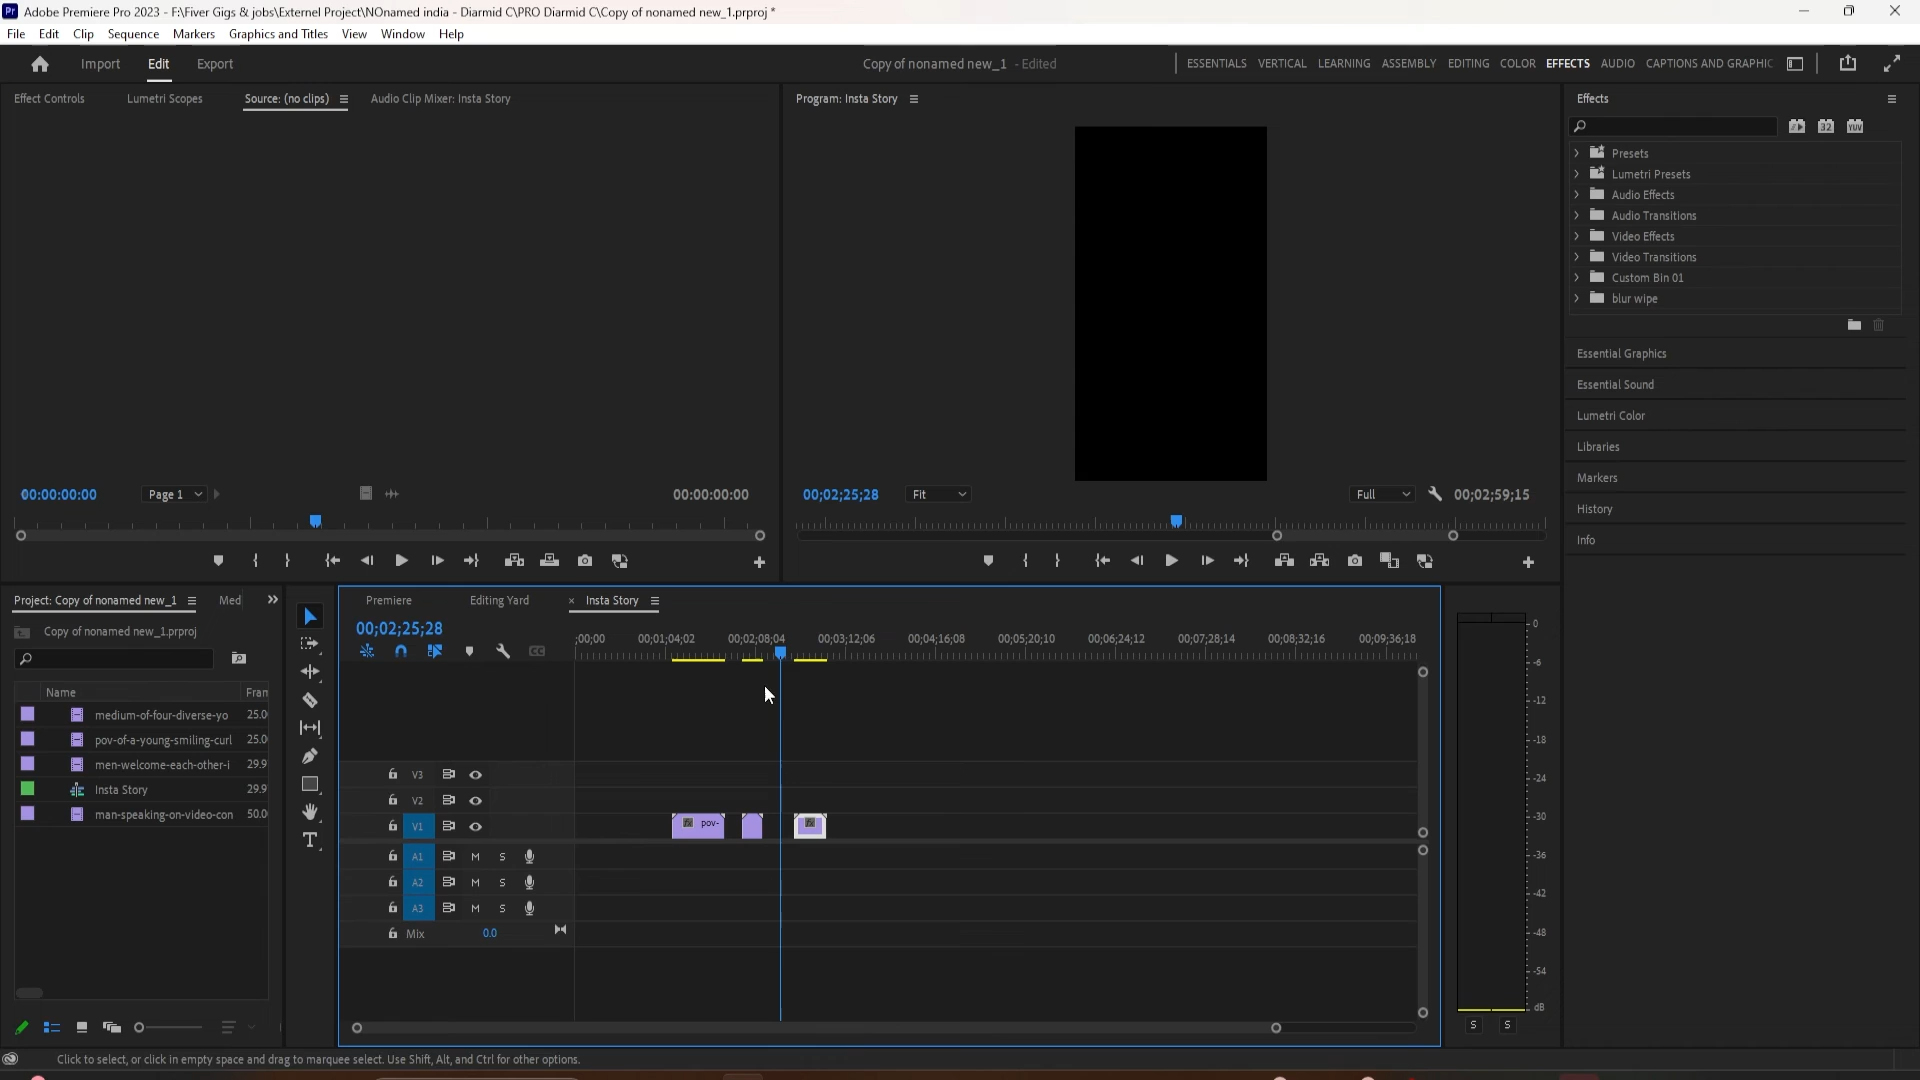 Pr Adobe Premiere Pro 2023 - F:\Fiver Gigs & jobs\Externel Project\NOnamed india - Diarmid C\PRO Diarmid C\Copy of nonamed new_1.prproj *
File Edit Clip Sequence Markers Graphics and Titles View Window Help
Import Edit Export Copy of nonamed new_1 - Edited ESSENTIALS VERTICAL LEARNING ASSEMBLY EDITING COLOR EFFECTS AUDIO CAPTIONS AND GRAPHIC
Effect Controls Lumetri Scopes Source: (no clips) Audio Clip Mixer: Insta Story
Program: Insta Story
Effects
32 YUV
Presets
Lumetri Presets
Audio Effects
Audio Transitions
Video Effects
Video Transitions
Custom Bin 01
blur wipe
Essential Graphics
Essential Sound
Lumetri Color
Libraries
Markers
History
Info
00:00:00:00 Page 1 00:00:00:00
00;02;25;28 Fit Full 00;02;59;15
Project: Copy of nonamed new_1 Med
Copy of nonamed new_1.prproj
Name Fran
medium-of-four-diverse-yo 25.0
pov-of-a-young-smiling-curl 25.0
men-welcome-each-other-i 29.9
Insta Story 29.9
man-speaking-on-video-con 50.0
T
Premiere Editing Yard × Insta Story
00;02;25;28
;00;00 00;01;04;02 00;02;08;04 00;03;12;06 00;04;16;08 00;05;20;10 00;06;24;12 00;07;28;14 00;08;32;16 00;09;36;18
CC
V3
V2
V1 fx pov- fx
A1 M S
A2 M S
A3 M S
Mix 0.0
0
-6
-12
-18
-24
-30
-36
-42
-48
-54
dB
S S
Click to select, or click in empty space and drag to marquee select. Use Shift, Alt, and Ctrl for other options.